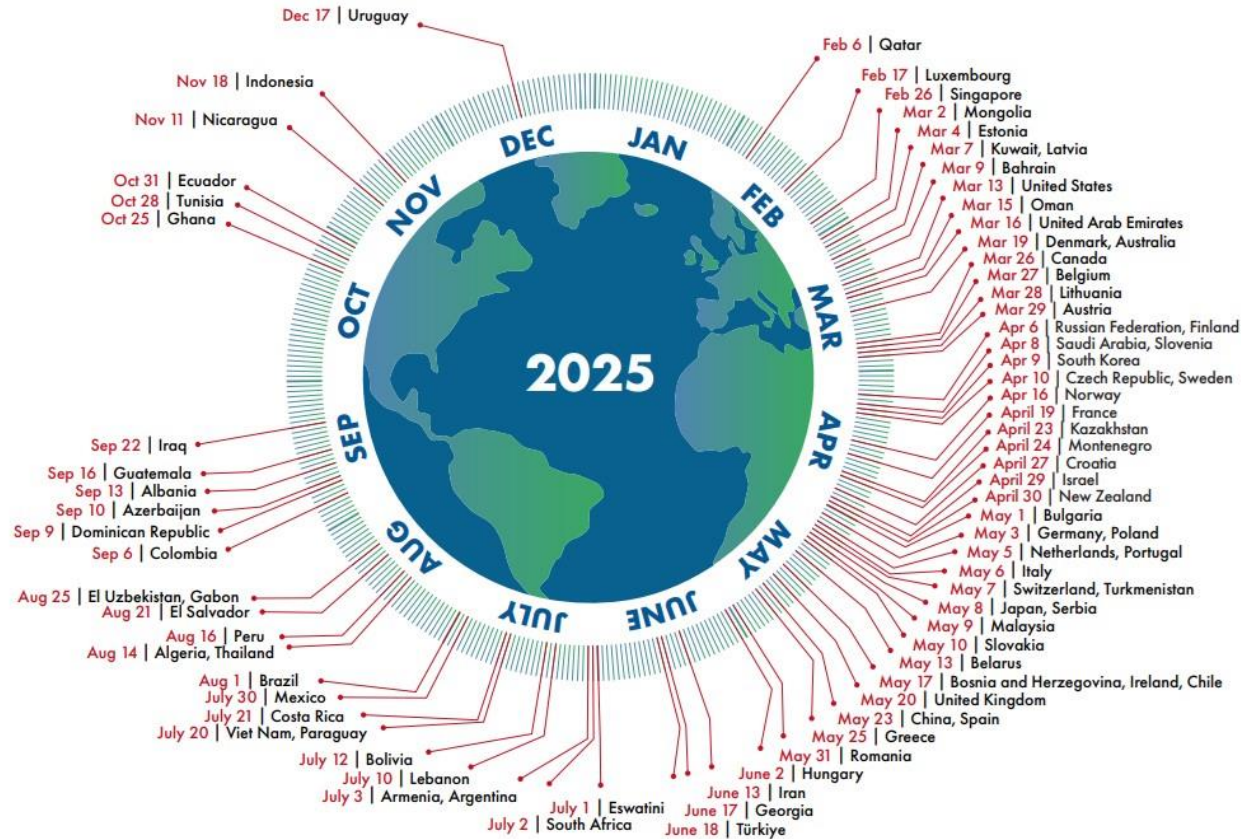 Dec 17 | Uruguay
Nov 18 | Indonesia
Nov 11 | Nicaragua
Oct 31 | Ecuador
Oct 28 | Tunisia
Oct 25 | Ghana
Sep 22 | Iraq
Sep 16 | Guatemala
Sep 13 | Albania
Sep 10 | Azerbaijan
Sep 9 | Dominican Republic
Sep 6 | Colombia
Aug 25 | El Uzbekistan, Gabon
Aug 21 | El Salvador
Aug 16 | Peru
Aug 14 | Algeria, Thailand
Aug 1 | Brazil
July 30 | Mexico
July 21 | Costa Rica
July 20 | Viet Nam, Paraguay
July 12 | Bolivia
July 10 | Lebanon
July 3 | Armenia, Argentina
July 1 | Eswatini
July 2 | South Africa
Feb 6 | Qatar
Feb 17 | Luxembourg
Feb 26 | Singapore
Mar 2 | Mongolia
Mar 4 | Estonia
Mar 7 | Kuwait, Latvia
Mar 9 | Bahrain
Mar 13 | United States
Mar 15 | Oman
Mar 16 | United Arab Emirates
Mar 19 | Denmark, Australia
Mar 26 | Canada
Mar 27 | Belgium
Mar 28 | Lithuania
Mar 29 | Austria
Apr 6 | Russian Federation, Finland
Apr 8 | Saudi Arabia, Slovenia
Apr 9 | South Korea
Apr 10 | Czech Republic, Sweden
Apr 16 | Norway
April 19 | France
April 23 | Kazakhstan
April 24 | Montenegro
April 27 | Croatia
April 29 | Israel
April 30 | New Zealand
May 1 | Bulgaria
May 3 | Germany, Poland
May 5 | Netherlands, Portugal
May 6 | Italy
May 7 | Switzerland, Turkmenistan
May 8 | Japan, Serbia
May 9 | Malaysia
May 10 | Slovakia
May 13 | Belarus
May 17 | Bosnia and Herzegovina, Ireland, Chile
May 20 | United Kingdom
May 23 | China, Spain
May 25 | Greece
May 31 | Romania
June 2 | Hungary
June 13 | Iran
June 17 | Georgia
June 18 | Türkiye
JAN
FEB
MAR
APR
MAY
JUNE
JULY
AUG
SEP
OCT
NOV
DEC
2025